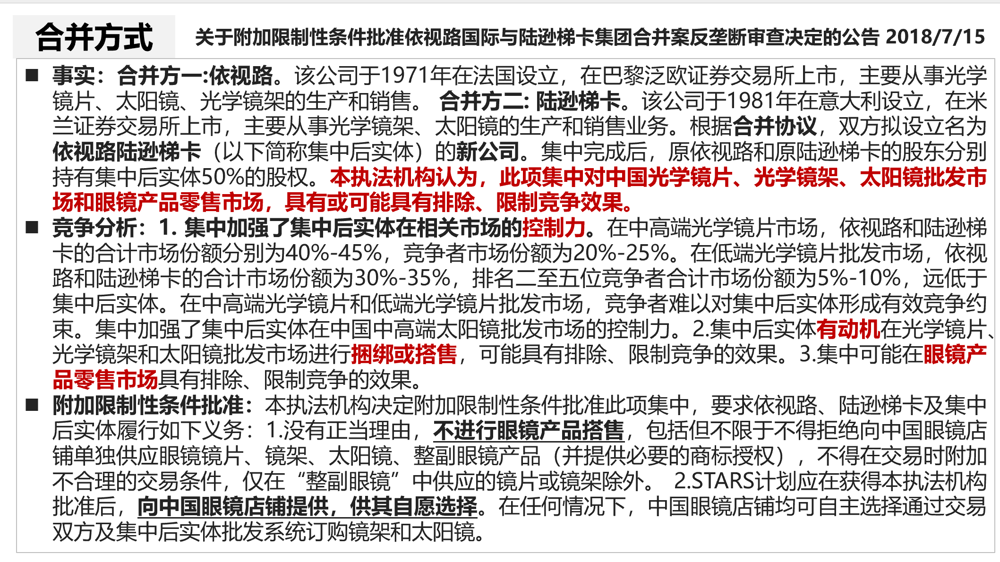 合并方式
关于附加限制性条件批准依视路国际与陆逊梯卡集团合并案反垄断审查决定的公告 2018/7/15
■ 事实：合并方一:依视路。该公司于1971年在法国设立，在巴黎泛欧证券交易所上市，主要从事光学
镜片、太阳镜、光学镜架的生产和销售。 合并方二: 陆逊梯卡。该公司于1981年在意大利设立，在米
兰证券交易所上市，主要从事光学镜架、太阳镜的生产和销售业务。根据合并协议，双方拟设立名为
依视路陆逊梯卡（以下简称集中后实体）的新公司。集中完成后，原依视路和原陆逊梯卡的股东分别
持有集中后实体50%的股权。本执法机构认为，此项集中对中国光学镜片、光学镜架、太阳镜批发市
场和眼镜产品零售市场，具有或可能具有排除、限制竞争效果。
■ 竞争分析：1. 集中加强了集中后实体在相关市场的控制力。在中高端光学镜片市场，依视路和陆逊梯
卡的合计市场份额分别为40%-45%，竞争者市场份额为20%-25%。在低端光学镜片批发市场，依视
路和陆逊梯卡的合计市场份额为30%-35%，排名二至五位竞争者合计市场份额为5%-10%，远低于
集中后实体。在中高端光学镜片和低端光学镜片批发市场，竞争者难以对集中后实体形成有效竞争约
束。集中加强了集中后实体在中国中高端太阳镜批发市场的控制力。2.集中后实体有动机在光学镜片、
光学镜架和太阳镜批发市场进行捆绑或搭售，可能具有排除、限制竞争的效果。3.集中可能在眼镜产
品零售市场具有排除、限制竞争的效果。
■ 附加限制性条件批准：本执法机构决定附加限制性条件批准此项集中，要求依视路、陆逊梯卡及集中
后实体履行如下义务：1.没有正当理由，不进行眼镜产品搭售，包括但不限于不得拒绝向中国眼镜店
铺单独供应眼镜镜片、镜架、太阳镜、整副眼镜产品（并提供必要的商标授权），不得在交易时附加
不合理的交易条件，仅在“整副眼镜”中供应的镜片或镜架除外。 2.STARS计划应在获得本执法机构
批准后，向中国眼镜店铺提供，供其自愿选择。在任何情况下，中国眼镜店铺均可自主选择通过交易
双方及集中后实体批发系统订购镜架和太阳镜。